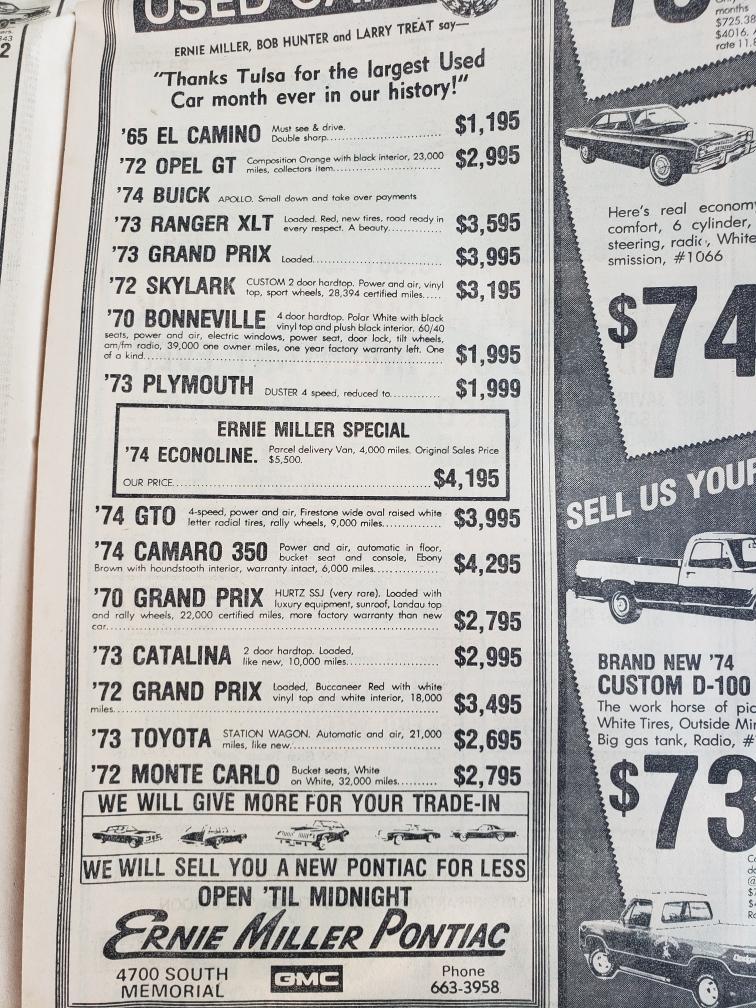 USED CA
ERNIE MILLER, BOB HUNTER and LARRY TREAT say—
"Thanks Tulsa for the largest Used
Car month ever in our history!"
'65 EL CAMINO Must see & drive.
Double sharp. $1,195
'72 OPEL GT Composition Orange with black interior, 23,000
miles, collectors item. $2,995
'74 BUICK APOLLO. Small down and take over payments
'73 RANGER XLT Loaded. Red, new tires, road ready in
every respect. A beauty. $3,595
'73 GRAND PRIX Loaded. $3,995
'72 SKYLARK CUSTOM 2 door hardtop. Power and air, vinyl
top, sport wheels, 28,394 certified miles. $3,195
'70 BONNEVILLE 4 door hardtop. Polar White with black
vinyl top and plush black interior. 60/40
seats, power and air, electric windows, power seat, door lock, tilt wheels,
am/fm radio, 39,000 one owner miles, one year factory warranty left. One
of a kind. $1,995
'73 PLYMOUTH DUSTER 4 speed, reduced to. $1,999
ERNIE MILLER SPECIAL
'74 ECONOLINE. Parcel delivery Van, 4,000 miles. Original Sales Price
$5,500.
OUR PRICE. $4,195
'74 GTO 4-speed, power and air, Firestone wide oval raised white
letter radial tires, rally wheels, 9,000 miles. $3,995
'74 CAMARO 350 Power and air, automatic in floor,
bucket seat and console, Ebony
Brown with houndstooth interior, warranty intact, 6,000 miles. $4,295
'70 GRAND PRIX HURTZ SSJ (very rare). Loaded with
luxury equipment, sunroof, Landau top
and rally wheels, 22,000 certified miles, more factory warranty than new
car. $2,795
'73 CATALINA 2 door hardtop. Loaded,
like new, 10,000 miles. $2,995
'72 GRAND PRIX Loaded, Buccaneer Red with white
vinyl top and white interior, 18,000
miles. $3,495
'73 TOYOTA STATION WAGON. Automatic and air, 21,000
miles, like new. $2,695
'72 MONTE CARLO Bucket seats, White
on White, 32,000 miles. $2,795
WE WILL GIVE MORE FOR YOUR TRADE-IN
WE WILL SELL YOU A NEW PONTIAC FOR LESS
OPEN 'TIL MIDNIGHT
ERNIE MILLER PONTIAC
4700 SOUTH
MEMORIAL
GMC
Phone
663-3958
months
$725.38
$4016.
rate 11.8
Here's real economy
comfort, 6 cylinder,
steering, radio, White
smission, #1066
$74
SELL US YOUR
BRAND NEW '74
CUSTOM D-100
The work horse of pic
White Tires, Outside Mir
Big gas tank, Radio, #
$73